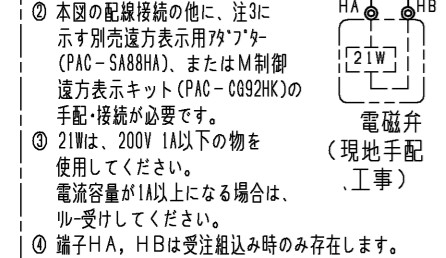 ② 本図の配線接続の他に、注3に
示す別売遠方表示用ｱﾀﾞﾌﾟﾀｰ
(PAC－SA88HA)、またはM制御
遠方表示キット(PAC－CG92HK)の
手配・接続が必要です。
③ 21Wは、200V 1A以下の物を
使用してください。
電流容量が1A以上になる場合は、
ﾘﾚｰ受けしてください。
④ 端子HA，HBは受注組込み時のみ存在します。
HA HB
21W
電磁弁
(現地手配
、工事)